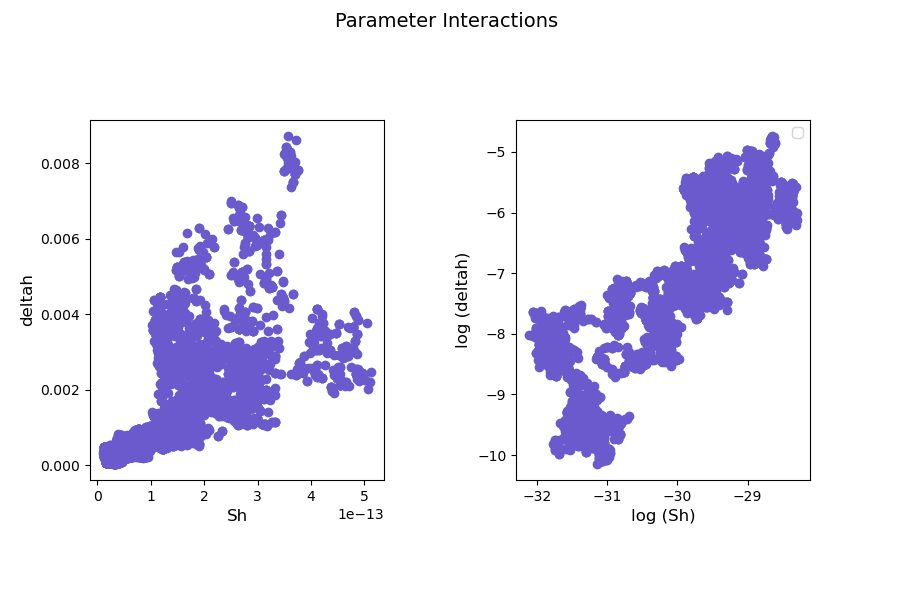 Parameter Interactions
deltah
0.008
0.006
0.004
0.002
0.000
0 1 2 3 4 5
Sh
1e−13
log (deltah)
−5
−6
−7
−8
−9
−10
−32 −31 −30 −29
log (Sh)